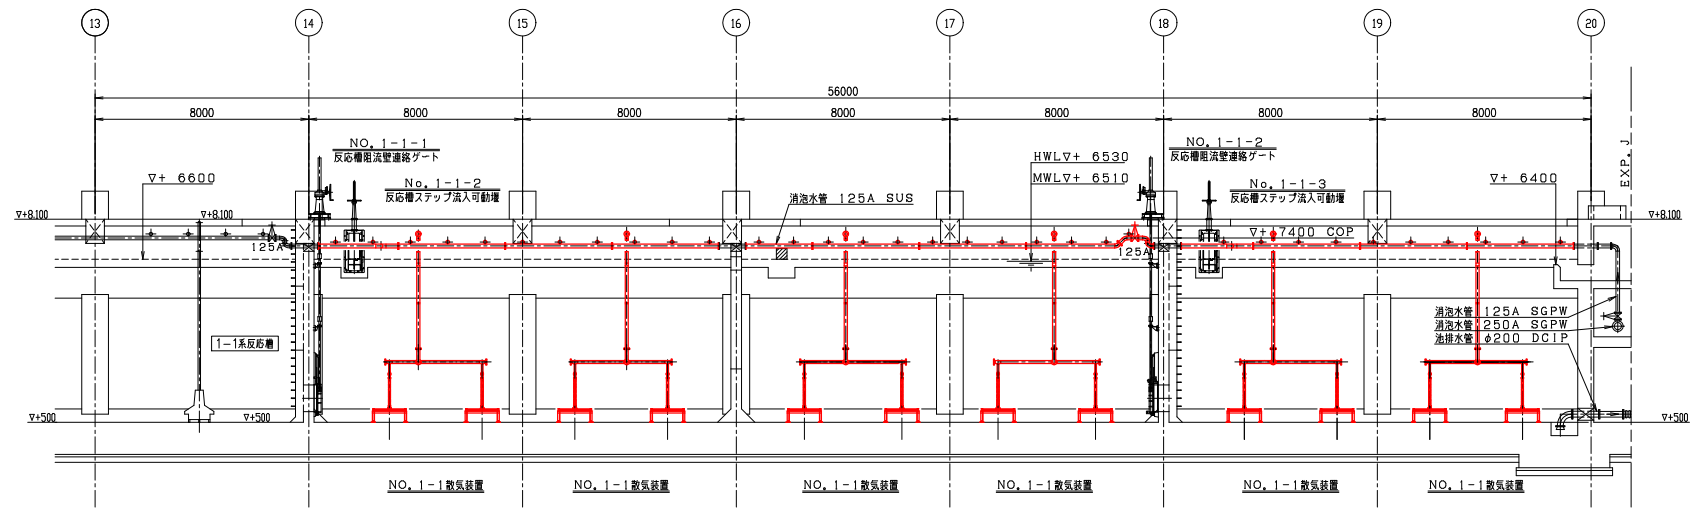 13 14 15 16 17 18 19 20
56000
8000 8000 8000 8000 8000 8000 8000
NO. 1-1-1
反応槽阻流壁連絡ゲート
NO. 1-1-2
反応槽阻流壁連絡ゲート
EXP. J
HWL∇+ 6530
MWL∇+ 6510
∇+ 6600
No. 1-1-2
反応槽ステップ流入可動堰
No. 1-1-3
反応槽ステップ流入可動堰
∇+ 6400
消泡水管 125A SUS
∇+8.100
∇+8.100
∇+8.100
∇+ 7400 COP
125A
125A
消泡水管 125A SGPW
消泡水管 250A SGPW
池排水管 φ200 DCIP
1-1系反応槽
∇+500
∇+500
∇+500
NO. 1-1散気装置
NO. 1-1散気装置
NO. 1-1散気装置
NO. 1-1散気装置
NO. 1-1散気装置
NO. 1-1散気装置